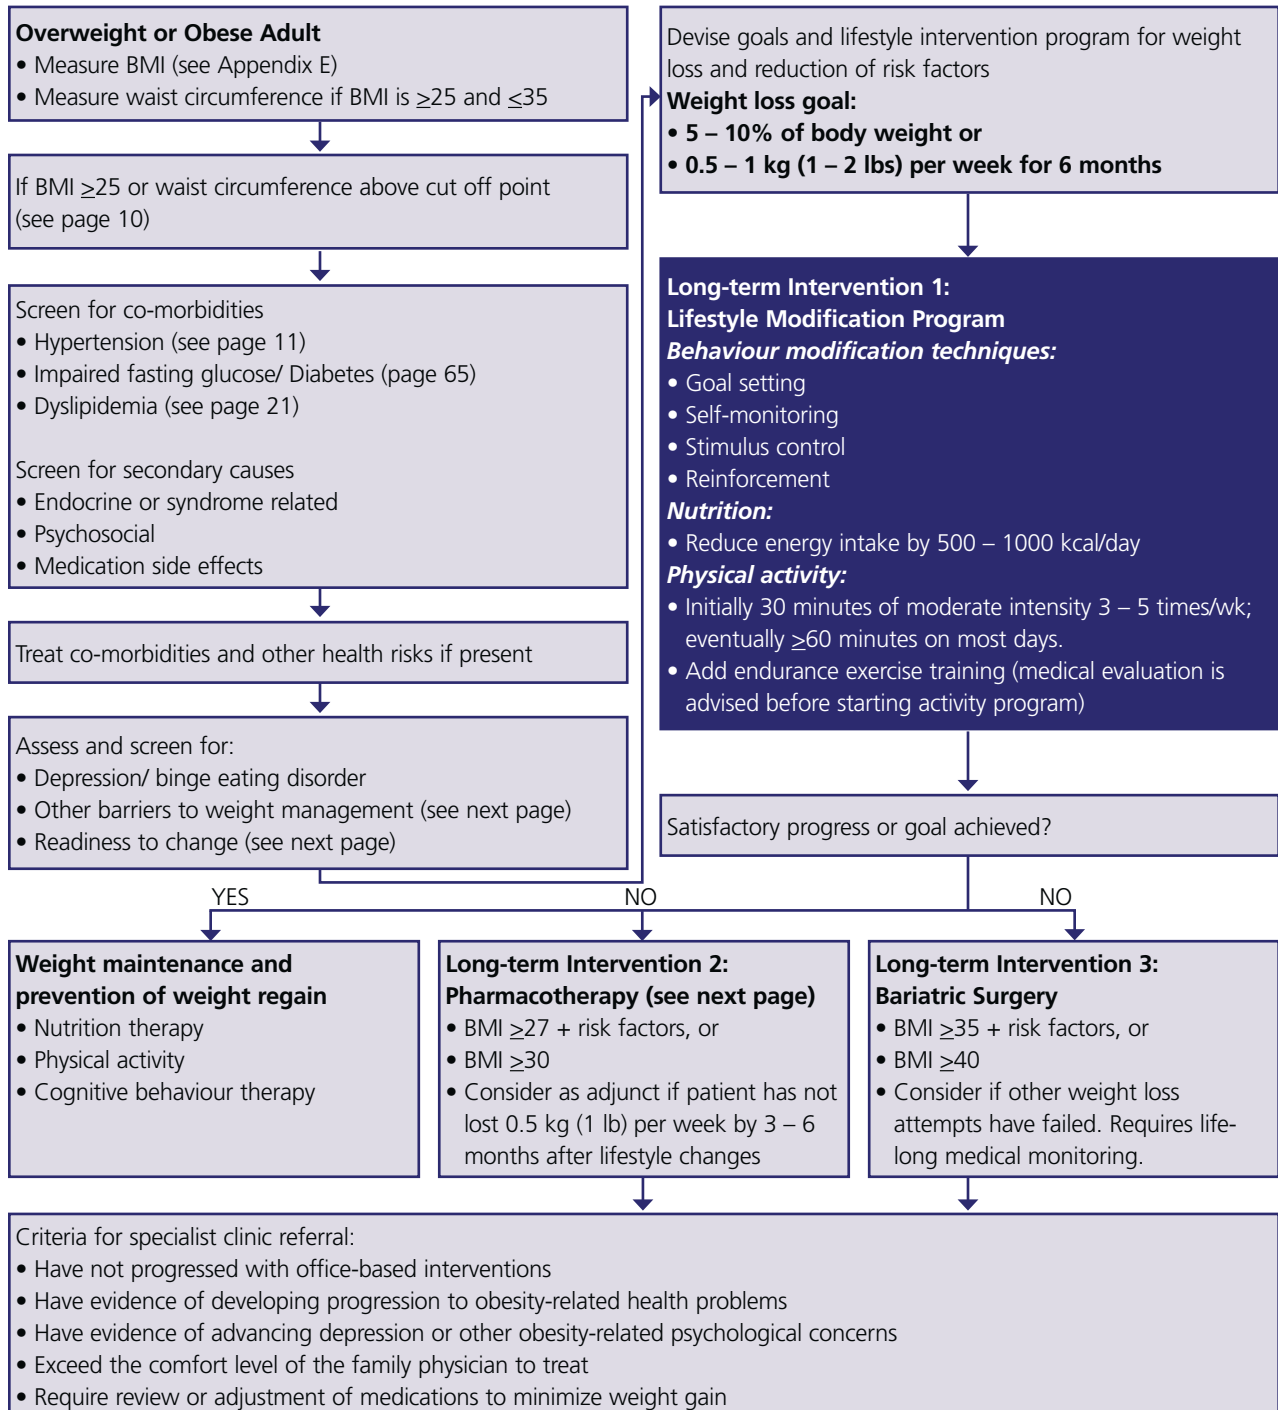 Overweight or Obese Adult
• Measure BMI (see Appendix E)
• Measure waist circumference if BMI is ≥25 and ≤35
If BMI ≥25 or waist circumference above cut off point
(see page 10)
Screen for co-morbidities
• Hypertension (see page 11)
• Impaired fasting glucose/ Diabetes (page 65)
• Dyslipidemia (see page 21)
Screen for secondary causes
• Endocrine or syndrome related
• Psychosocial
• Medication side effects
Treat co-morbidities and other health risks if present
Assess and screen for:
• Depression/ binge eating disorder
• Other barriers to weight management (see next page)
• Readiness to change (see next page)
Devise goals and lifestyle intervention program for weight
loss and reduction of risk factors
Weight loss goal:
• 5 – 10% of body weight or
• 0.5 – 1 kg (1 – 2 lbs) per week for 6 months
Long-term Intervention 1:
Lifestyle Modification Program
Behaviour modification techniques:
• Goal setting
• Self-monitoring
• Stimulus control
• Reinforcement
Nutrition:
• Reduce energy intake by 500 – 1000 kcal/day
Physical activity:
• Initially 30 minutes of moderate intensity 3 – 5 times/wk;
eventually ≥60 minutes on most days.
• Add endurance exercise training (medical evaluation is
advised before starting activity program)
Satisfactory progress or goal achieved?
YES
NO
NO
Weight maintenance and
prevention of weight regain
• Nutrition therapy
• Physical activity
• Cognitive behaviour therapy
Long-term Intervention 2:
Pharmacotherapy (see next page)
• BMI ≥27 + risk factors, or
• BMI ≥30
• Consider as adjunct if patient has not
lost 0.5 kg (1 lb) per week by 3 – 6
months after lifestyle changes
Long-term Intervention 3:
Bariatric Surgery
• BMI ≥35 + risk factors, or
• BMI ≥40
• Consider if other weight loss
attempts have failed. Requires life-
long medical monitoring.
Criteria for specialist clinic referral:
• Have not progressed with office-based interventions
• Have evidence of developing progression to obesity-related health problems
• Have evidence of advancing depression or other obesity-related psychological concerns
• Exceed the comfort level of the family physician to treat
• Require review or adjustment of medications to minimize weight gain